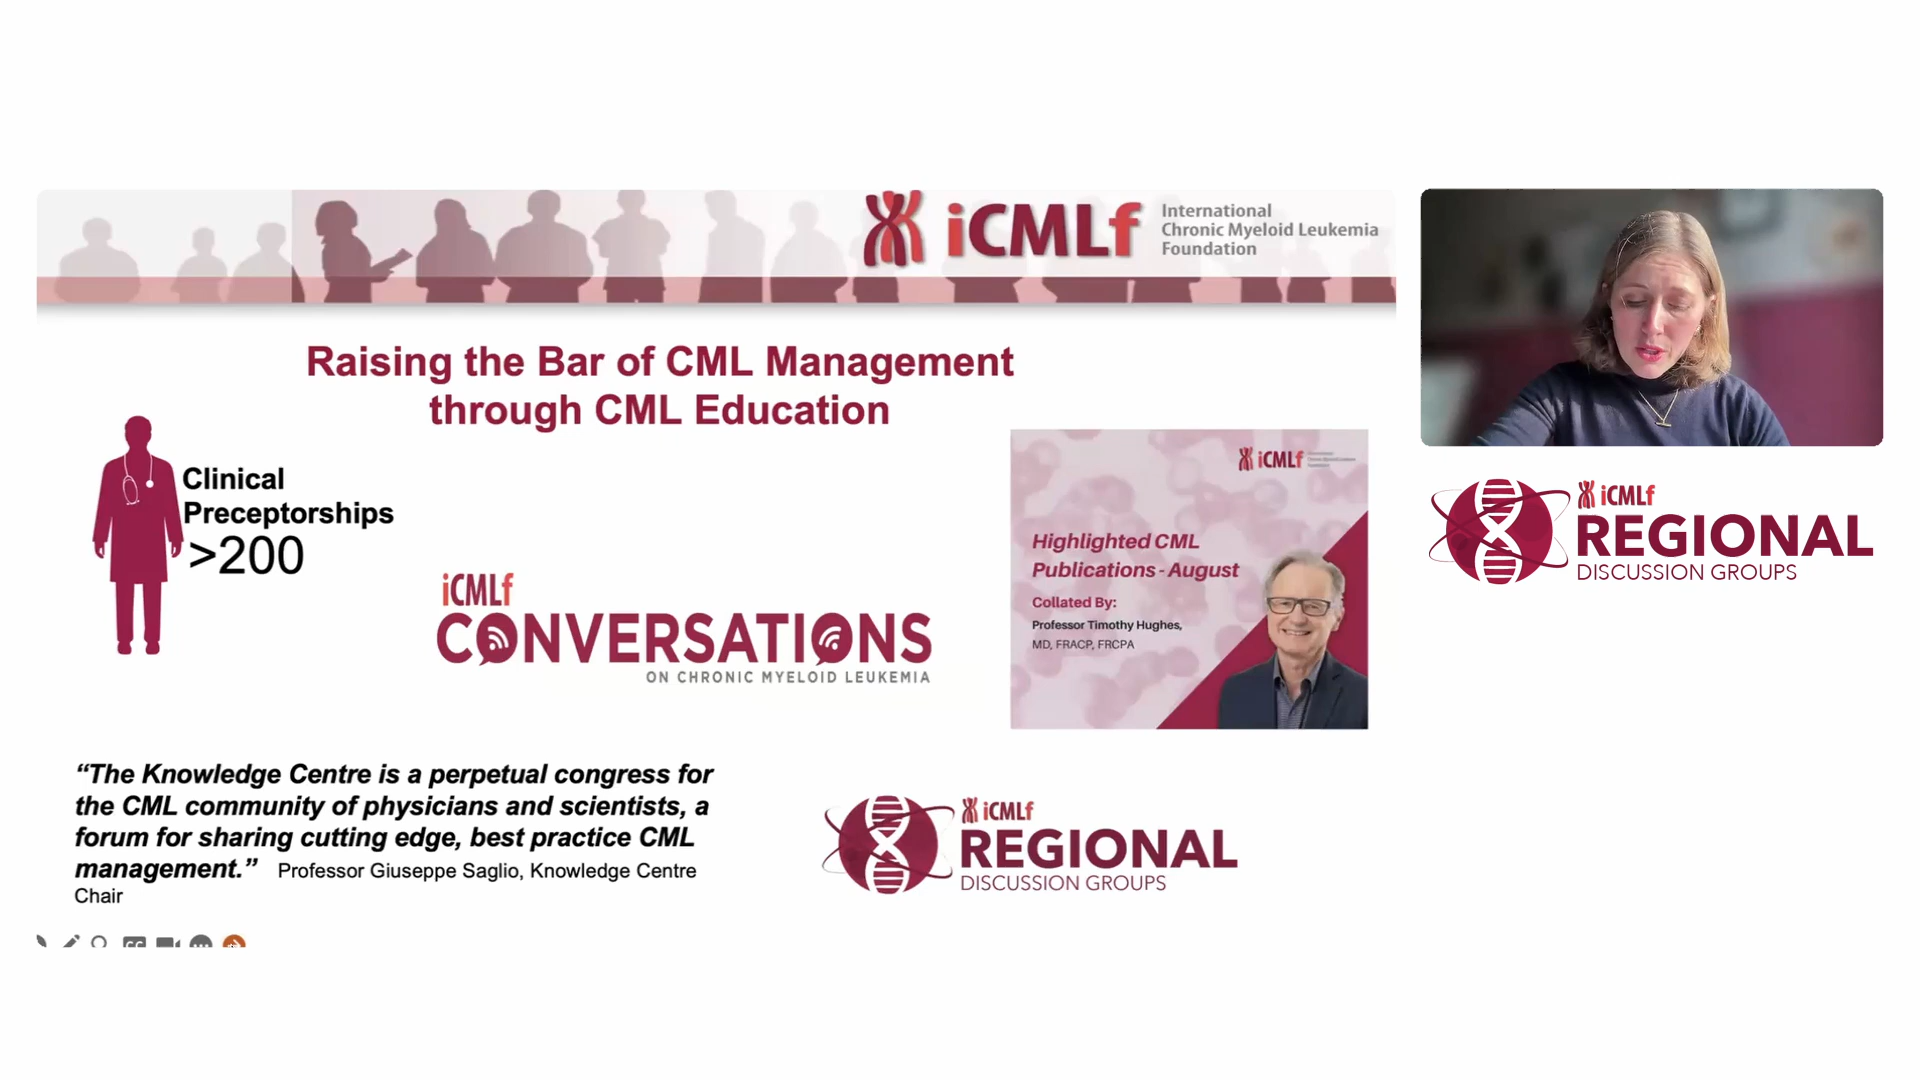 iCMLf
International
Chronic Myeloid Leukemia
Foundation
Raising the Bar of CML Management
through CML Education
Clinical
Preceptorships
>200
iCMLf
CONVERSATIONS
ON CHRONIC MYELOID LEUKEMIA
iCMLf
Highlighted CML
Publications - August
Collated By:
Professor Timothy Hughes,
MD, FRACP, FRCPA
“The Knowledge Centre is a perpetual congress for
the CML community of physicians and scientists, a
forum for sharing cutting edge, best practice CML
management.” Professor Giuseppe Saglio, Knowledge Centre
Chair
iCMLf
REGIONAL
DISCUSSION GROUPS
iCMLf
REGIONAL
DISCUSSION GROUPS